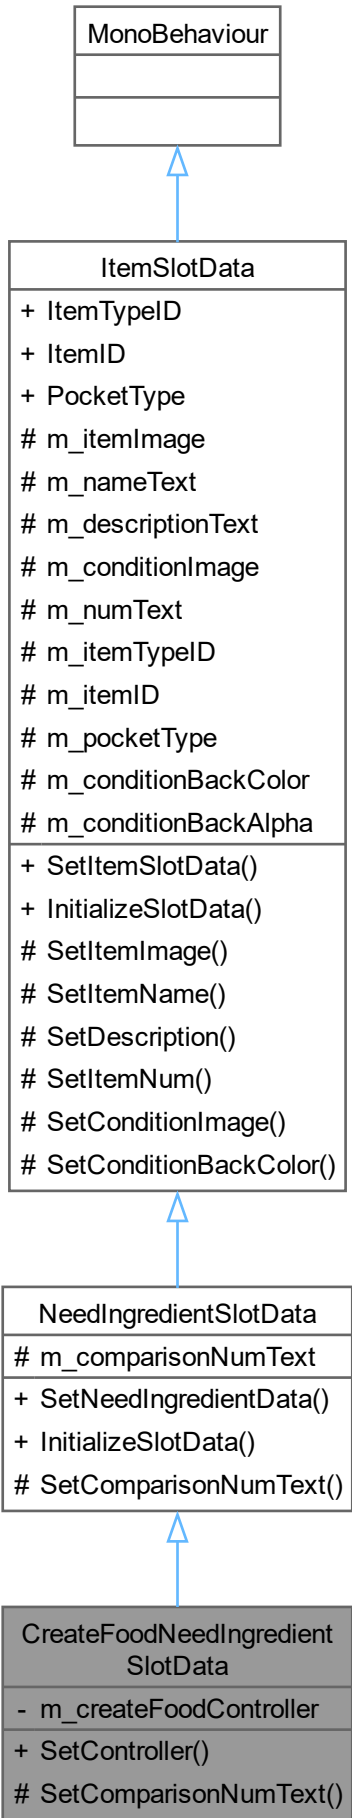 MonoBehaviour
ItemSlotData
+ ItemTypeID
+ ItemID
+ PocketType
# m_itemImage
# m_nameText
# m_descriptionText
# m_conditionImage
# m_numText
# m_itemTypeID
# m_itemID
# m_pocketType
# m_conditionBackColor
# m_conditionBackAlpha
+ SetItemSlotData()
+ InitializeSlotData()
# SetItemImage()
# SetItemName()
# SetDescription()
# SetItemNum()
# SetConditionImage()
# SetConditionBackColor()
NeedIngredientSlotData
# m_comparisonNumText
+ SetNeedIngredientData()
+ InitializeSlotData()
# SetComparisonNumText()
CreateFoodNeedIngredient
SlotData
- m_createFoodController
+ SetController()
# SetComparisonNumText()